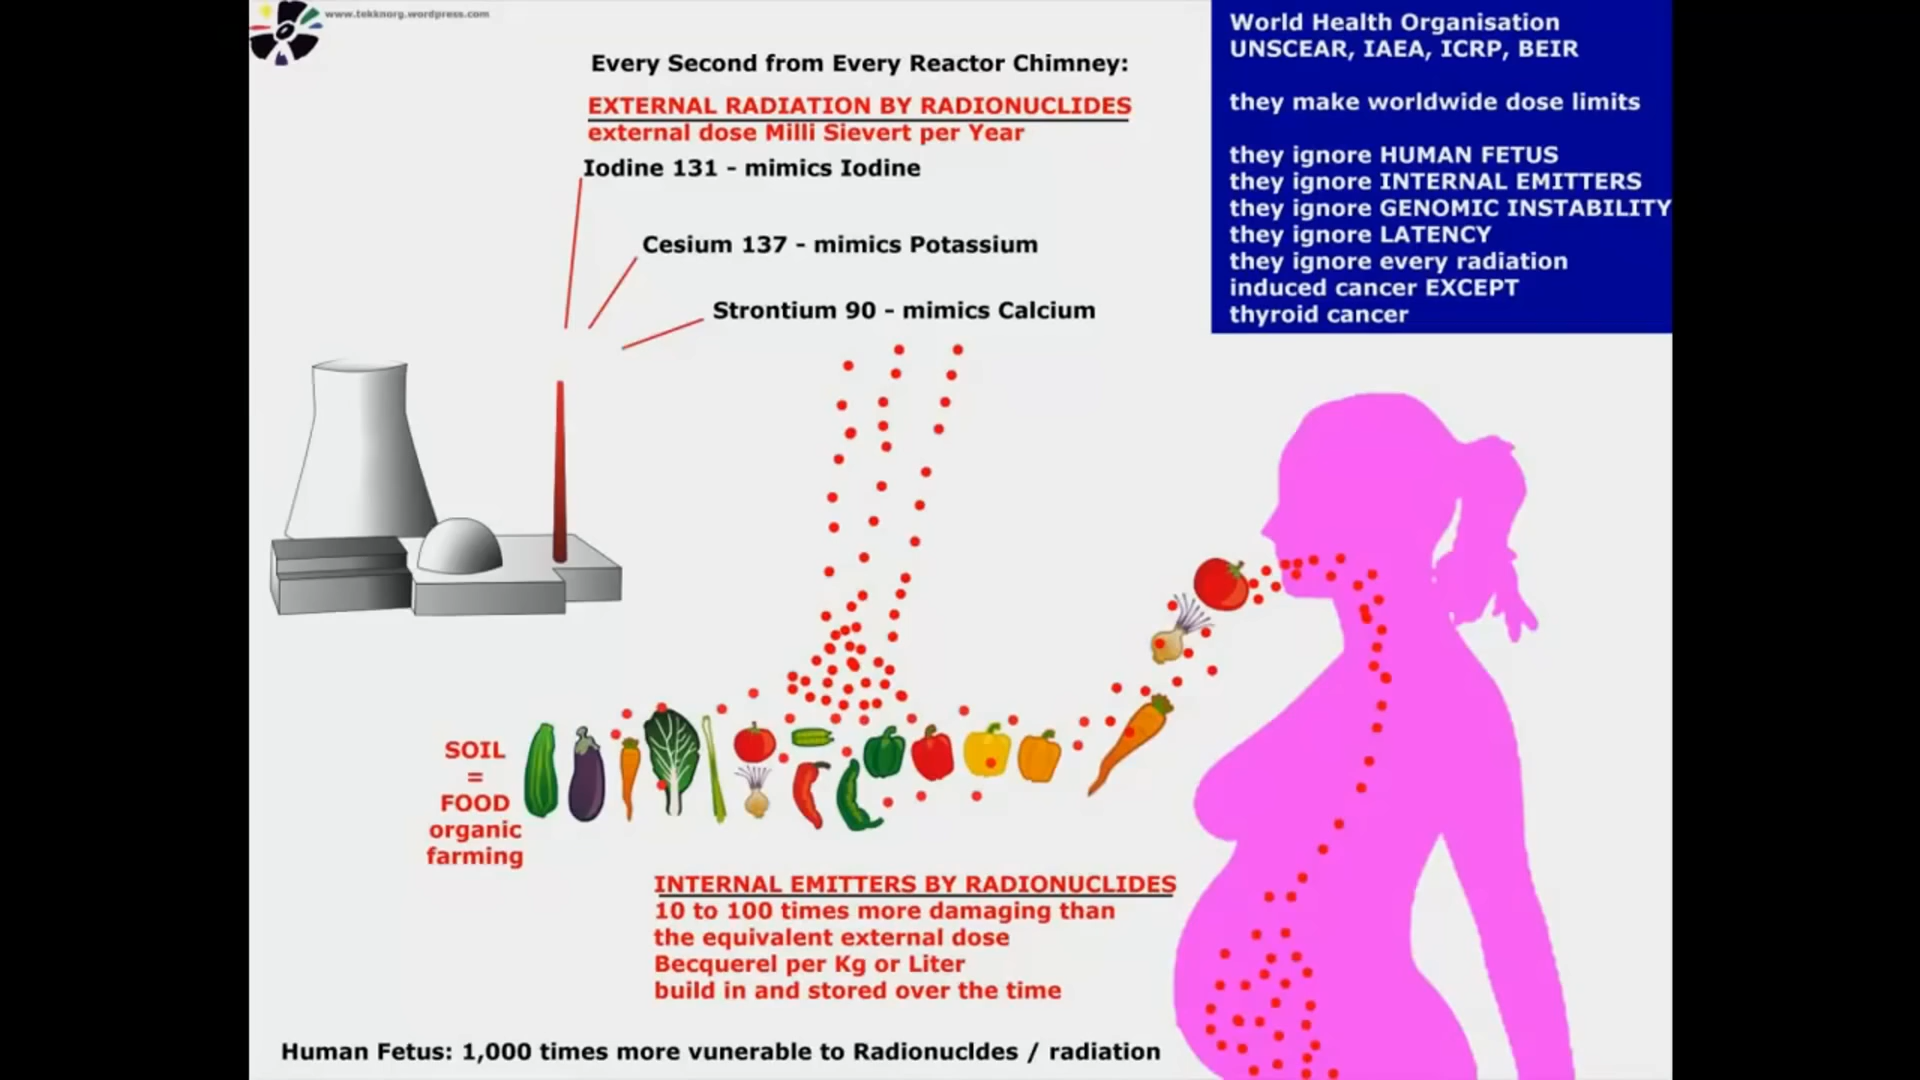 www.tekknorg.wordpress.com
Every Second from Every Reactor Chimney:
EXTERNAL RADIATION BY RADIONUCLIDES
external dose Milli Sievert per Year
Iodine 131 - mimics Iodine
Cesium 137 - mimics Potassium
Strontium 90 - mimics Calcium
World Health Organisation
UNSCEAR, IAEA, ICRP, BEIR
they make worldwide dose limits
they ignore HUMAN FETUS
they ignore INTERNAL EMITTERS
they ignore GENOMIC INSTABILITY
they ignore LATENCY
they ignore every radiation
induced cancer EXCEPT
thyroid cancer
SOIL
=
FOOD
organic
farming
INTERNAL EMITTERS BY RADIONUCLIDES
10 to 100 times more damaging than
the equivalent external dose
Becquerel per Kg or Liter
build in and stored over the time
Human Fetus: 1,000 times more vunerable to Radionucldes / radiation